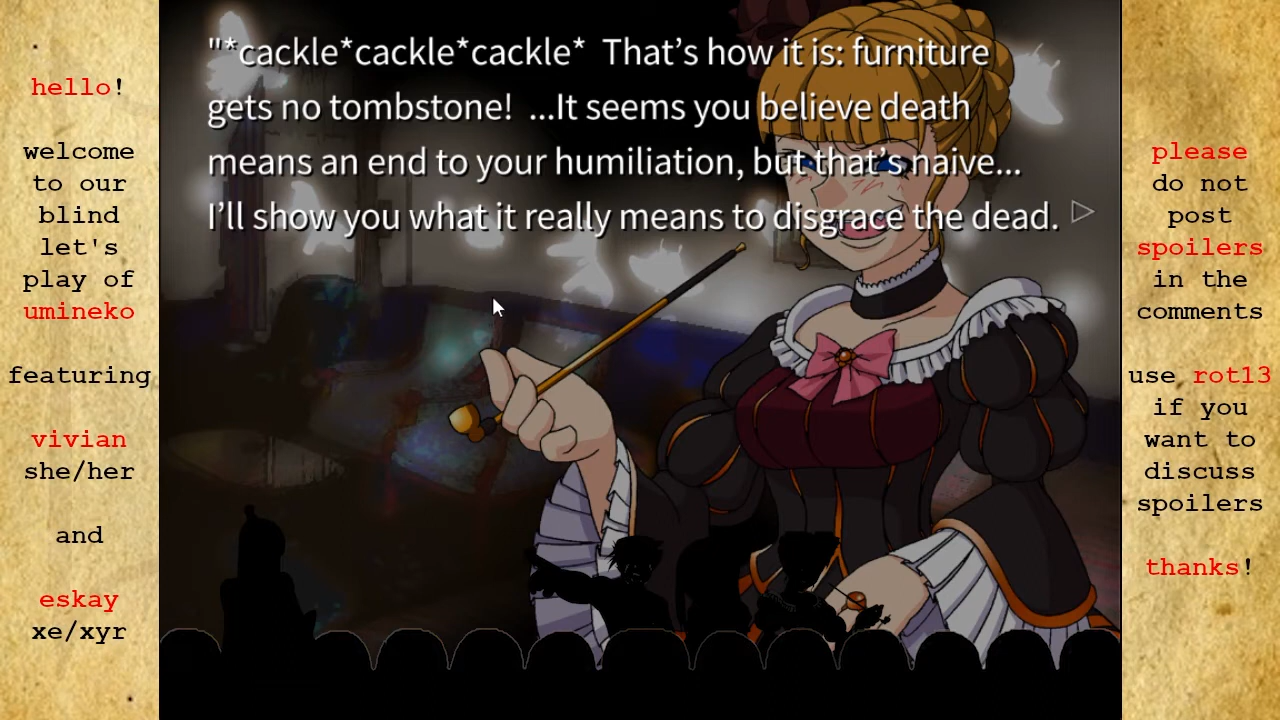 hello!
welcome
to our
blind
let's
play of
umineko
featuring
vivian
she/her
and
eskay
xe/xyr
"*cackle*cackle*cackle*  That’s how it is: furniture
gets no tombstone!  ...It seems you believe death
means an end to your humiliation, but that’s naive...
I’ll show you what it really means to disgrace the dead.
please
do not
post
spoilers
in the
comments
use rot13
if you
want to
discuss
spoilers
thanks!